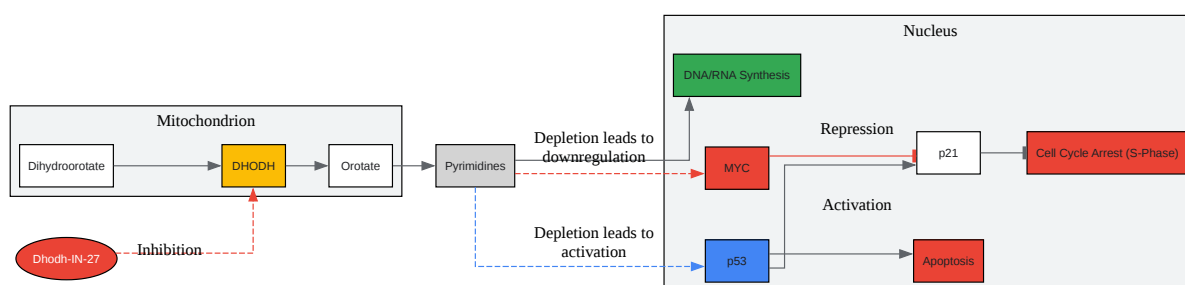 Nucleus
DNA/RNA Synthesis
Mitochondrion
Dihydroorotate
DHODH
Orotate
Pyrimidines
Depletion leads to
downregulation
MYC
Repression
p21
Cell Cycle Arrest (S-Phase)
Activation
Dhodh-IN-27
Inhibition
Depletion leads to
activation
p53
Apoptosis